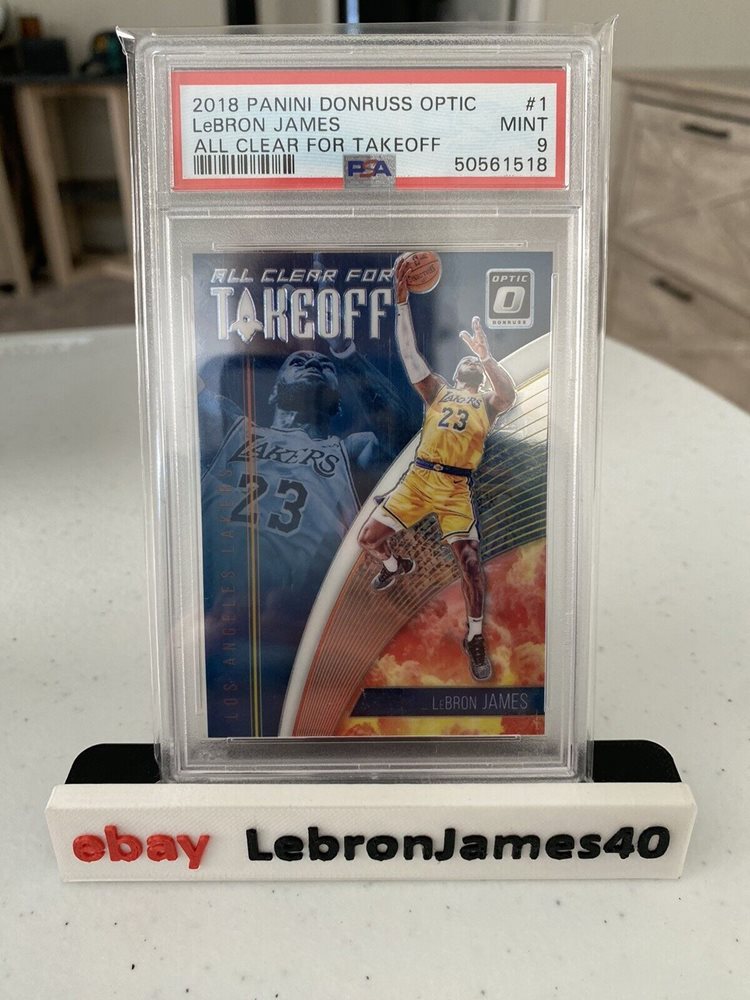 2018 PANINI DONRUSS OPTIC #1
LeBRON JAMES MINT
ALL CLEAR FOR TAKEOFF 9
PSA 50561518
ALL CLEAR FOR
TAKEOFF
OPTIC
O
DONRUSS
LAKERS
23
LAKERS
23
LOS ANGELES LAKERS
LeBRON JAMES
ebay LebronJames40